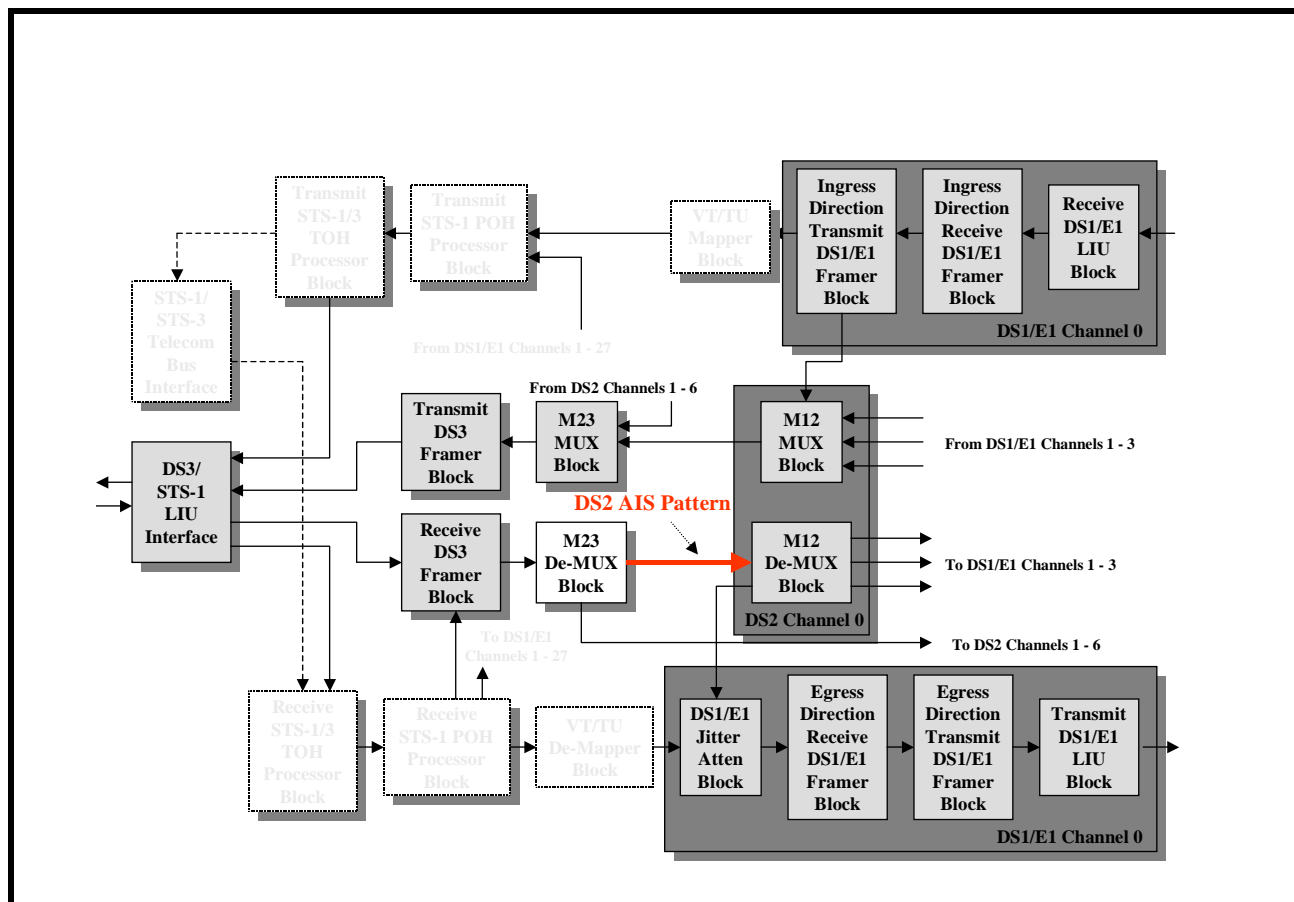 Transmit
STS-1/3
TOH
Processor
Block
Transmit
STS-1 POH
Processor
Block
VT/TU
Mapper
Block
Ingress
Direction
Transmit
DS1/E1
Framer
Block
Ingress
Direction
Receive
DS1/E1
Framer
Block
Receive
DS1/E1
LIU
Block
DS1/E1 Channel 0
STS-1/
STS-3
Telecom
Bus
Interface
From DS1/E1 Channels 1 - 27
From DS2 Channels 1 - 6
Transmit
DS3
Framer
Block
M23
MUX
Block
M12
MUX
Block
From DS1/E1 Channels 1 - 3
DS3/
STS-1
LIU
Interface
DS2 AIS Pattern
Receive
DS3
Framer
Block
M23
De-MUX
Block
M12
De-MUX
Block
To DS1/E1 Channels 1 - 3
DS2 Channel 0
To DS1/E1
Channels 1 - 27
To DS2 Channels 1 - 6
Receive
STS-1/3
TOH
Processor
Block
Receive
STS-1 POH
Processor
Block
VT/TU
De-Mapper
Block
DS1/E1
Jitter
Atten
Block
Egress
Direction
Receive
DS1/E1
Framer
Block
Egress
Direction
Transmit
DS1/E1
Framer
Block
Transmit
DS1/E1
LIU
Block
DS1/E1 Channel 0